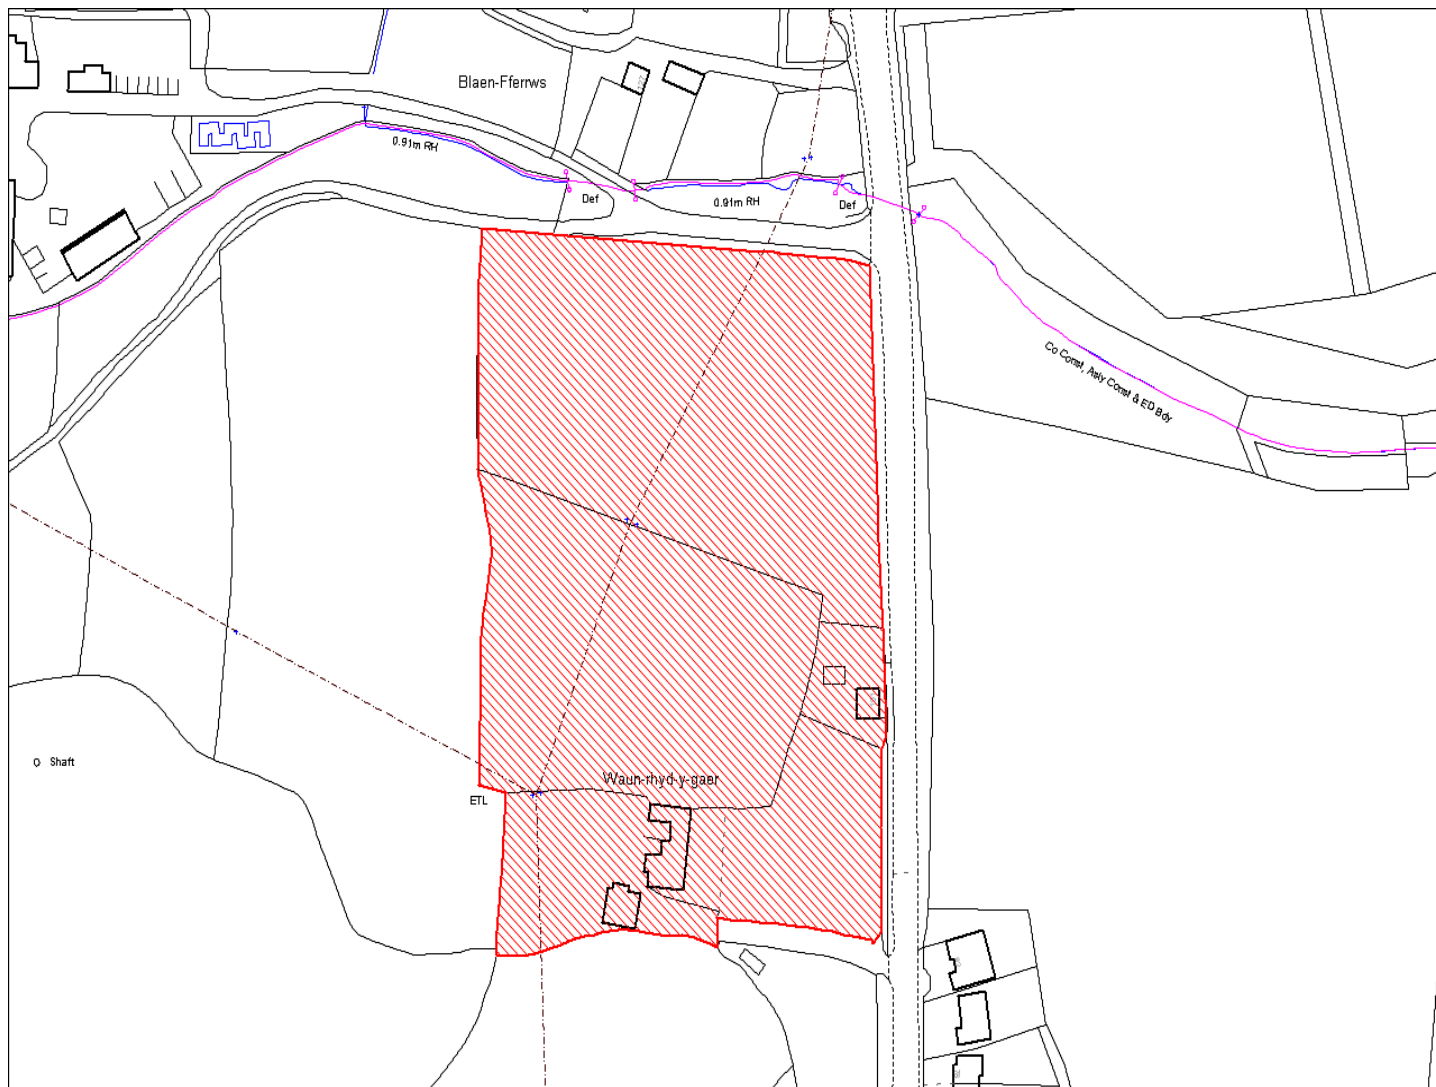 Blaen-Fferrws
0.91m RH
Def
0.91m RH
Def
Co Const, Asly Const & ED Bdy
Shaft
Waun-rhyd-y-gaer
ETL